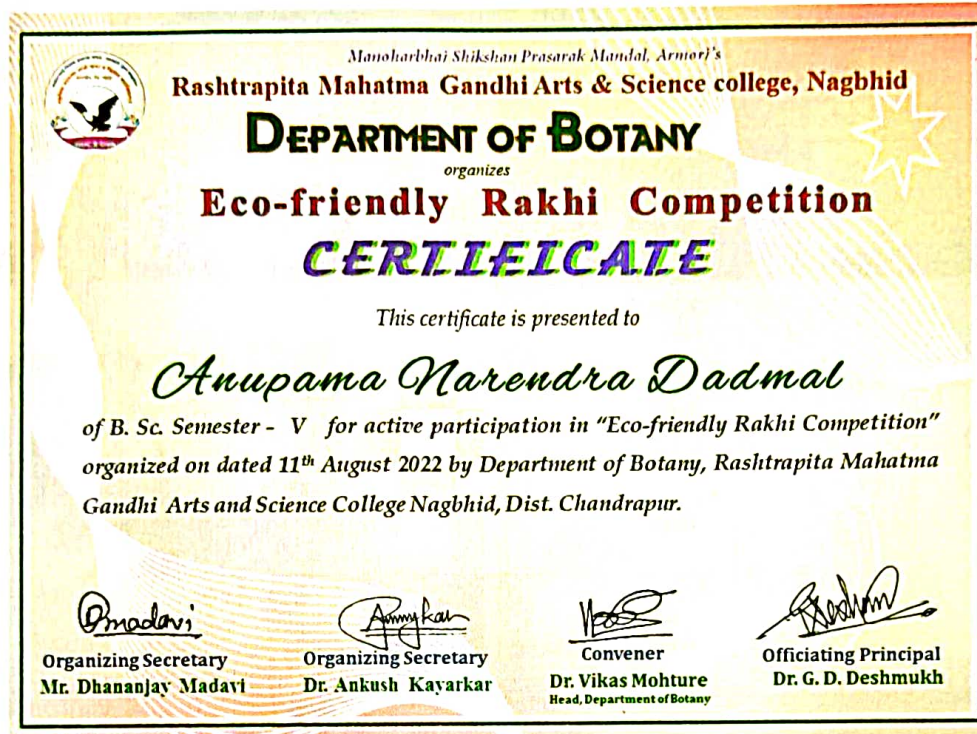 Manoharbhai Shikshan Prasarak Mandal, Armori's
Rashtrapita Mahatma Gandhi Arts & Science college, Nagbhid
DEPARTMENT OF BOTANY
organizes
Eco-friendly Rakhi Competition
CERTIFICATE
This certificate is presented to
Anupama Narendra Dadmal
of B. Sc. Semester - V for active participation in "Eco-friendly Rakhi Competition"
organized on dated 11th August 2022 by Department of Botany, Rashtrapita Mahatma
Gandhi Arts and Science College Nagbhid, Dist. Chandrapur.
Organizing Secretary
Mr. Dhananjay Madavi
Organizing Secretary
Dr. Ankush Kayarkar
Convener
Dr. Vikas Mohture
Head, Department of Botany
Officiating Principal
Dr. G. D. Deshmukh